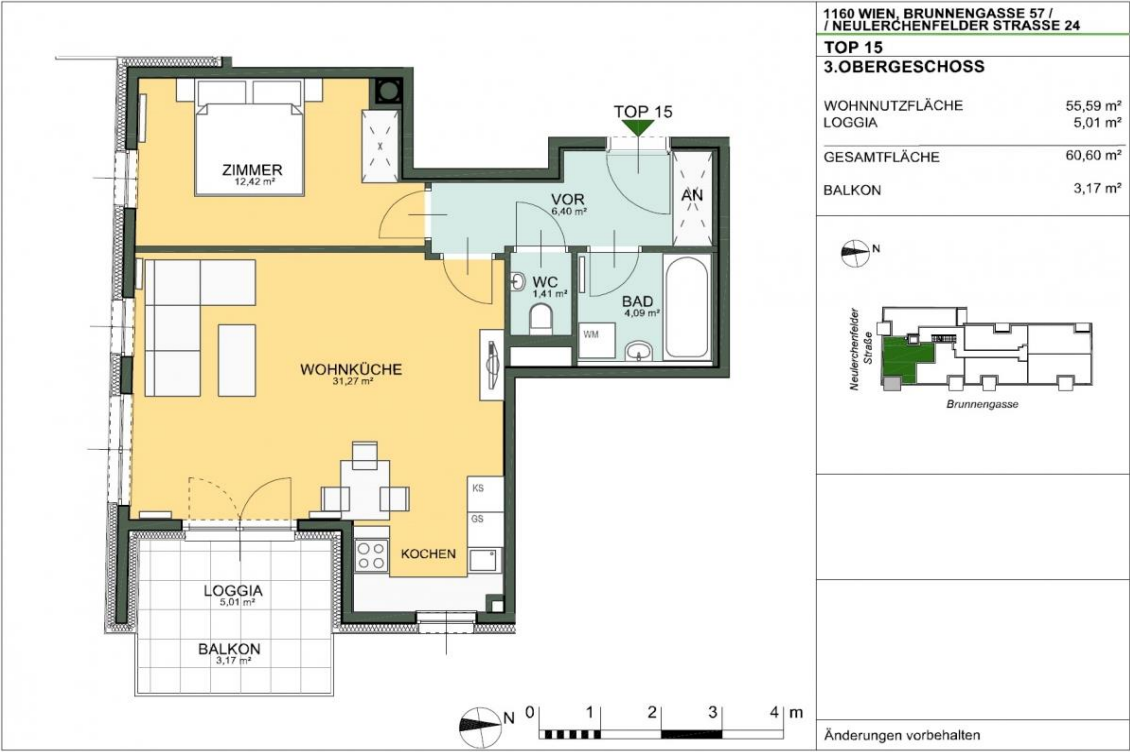 1160 WIEN, BRUNNENGASSE 57 /
/ NEULERCHENFELDER STRASSE 24
TOP 15
3.OBERGESCHOSS
WOHNNUTZFLÄCHE 55,59 m²
LOGGIA 5,01 m²
GESAMTFLÄCHE 60,60 m²
BALKON 3,17 m²
N
Neulerchenfelder
Straße
Brunnengasse
Änderungen vorbehalten
TOP 15
ZIMMER
12,42 m²
VOR
6,40 m²
AN
WC
1,41 m²
BAD
4,09 m²
WM
WOHNKÜCHE
31,27 m²
KS
GS
KOCHEN
LOGGIA
5,01 m²
BALKON
3,17 m²
N
0 1 2 3 4 m